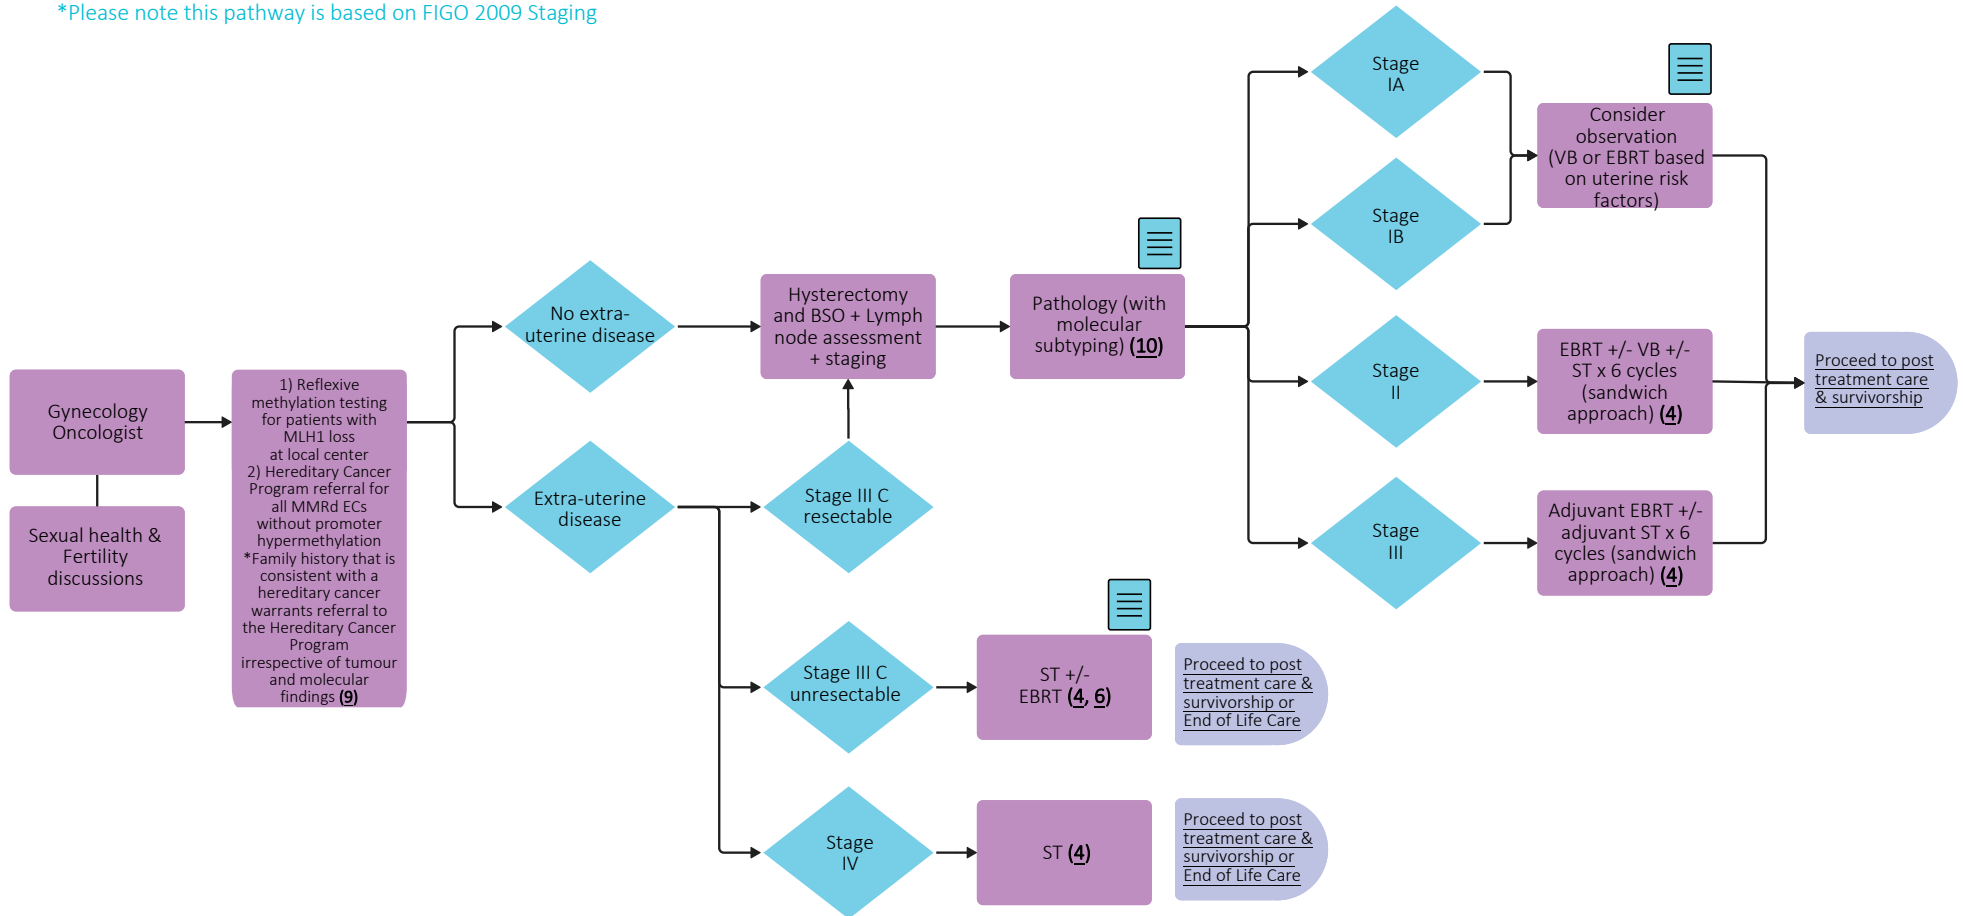 *Please note this pathway is based on FIGO 2009 Staging
Gynecology
Oncologist
Sexual health &
Fertility
discussions
1) Reflexive
methylation testing
for patients with
MLH1 loss
at local center
2) Hereditary Cancer
Program referral for
all MMRd ECs
without promoter
hypermethylation
*Family history that is
consistent with a
hereditary cancer
warrants referral to
the Hereditary Cancer
Program
irrespective of tumour
and molecular
findings (9)
No extra-
uterine disease
Extra-uterine
disease
Hysterectomy
and BSO + Lymph
node assessment
+ staging
Stage III C
resectable
Stage III C
unresectable
Stage
IV
Pathology (with
molecular
subtyping) (10)
ST +/-
EBRT (4, 6)
ST (4)
Proceed to post
treatment care &
survivorship or
End of Life Care
Proceed to post
treatment care &
survivorship or
End of Life Care
Stage
IA
Stage
IB
Stage
II
Stage
III
Consider
observation
(VB or EBRT based
on uterine risk
factors)
EBRT +/- VB +/-
ST x 6 cycles
(sandwich
approach) (4)
Adjuvant EBRT +/-
adjuvant ST x 6
cycles (sandwich
approach) (4)
Proceed to post
treatment care
& survivorship